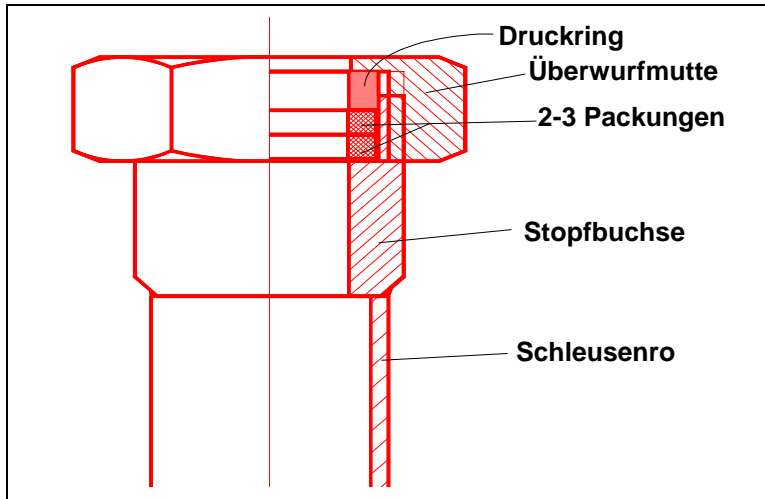 Druckring
Überwurfmutte
2-3 Packungen
Stopfbuchse
Schleusenro